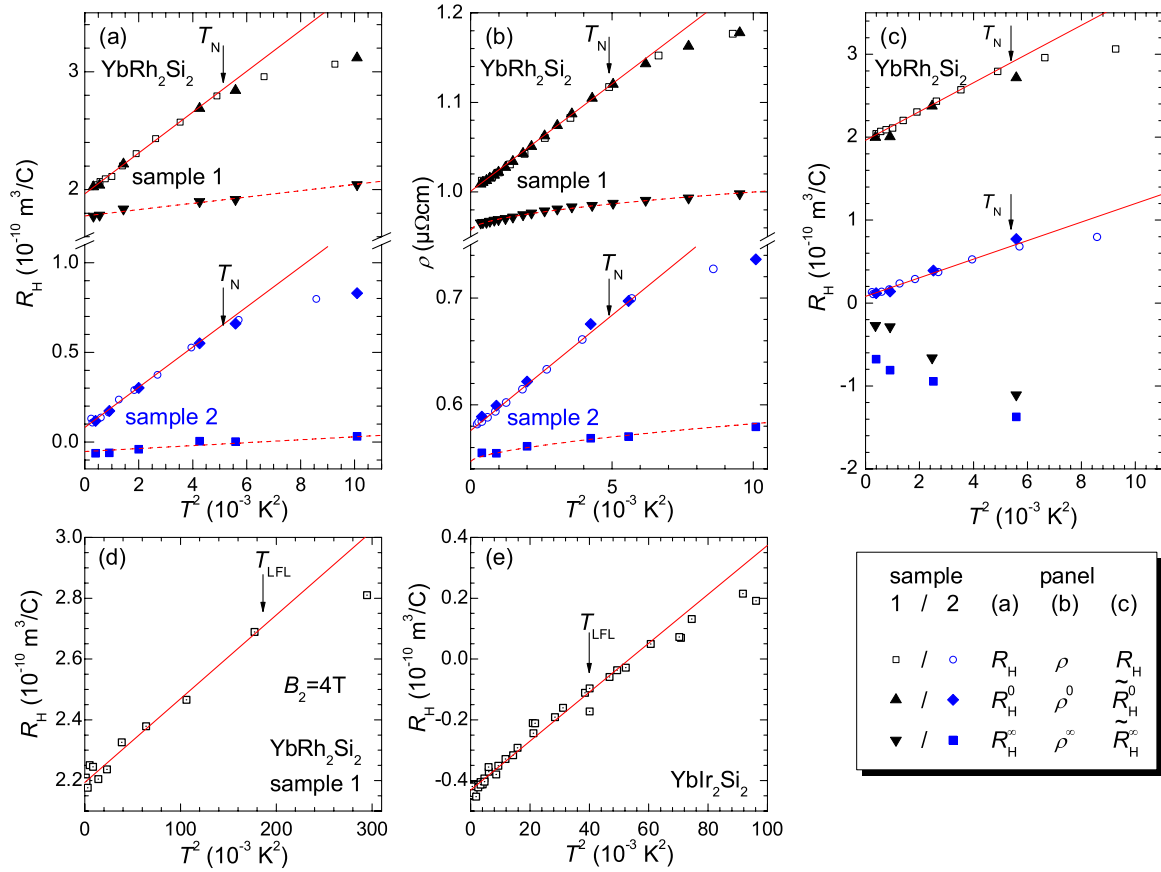 (a)
T_N
YbRh2Si2
sample 1
T_N
sample 2
3
2
1.0
0.5
0.0
R_H (10^-10 m^3/C)
0 2 4 6 8 10
T^2 (10^-3 K^2)
(b)
T_N
YbRh2Si2
sample 1
T_N
sample 2
1.2
1.1
1.0
0.7
0.6
ρ (μΩcm)
0 2 4 6 8 10
T^2 (10^-3 K^2)
(c)
T_N
YbRh2Si2
T_N
3
2
1
0
-1
-2
R_H (10^-10 m^3/C)
0 2 4 6 8 10
T^2 (10^-3 K^2)
(d)
T_LFL
B2=4T
YbRh2Si2
sample 1
3.0
2.8
2.6
2.4
2.2
R_H (10^-10 m^3/C)
0 100 200 300
T^2 (10^-3 K^2)
(e)
T_LFL
YbIr2Si2
0.4
0.2
0.0
-0.2
-0.4
R_H (10^-10 m^3/C)
0 20 40 60 80 100
T^2 (10^-3 K^2)
sample panel
1 / 2 (a) (b) (c)
/ R_H ρ R_H
/ R_H^0 ρ^0 R̃_H^0
/ R_H^∞ ρ^∞ R̃_H^∞